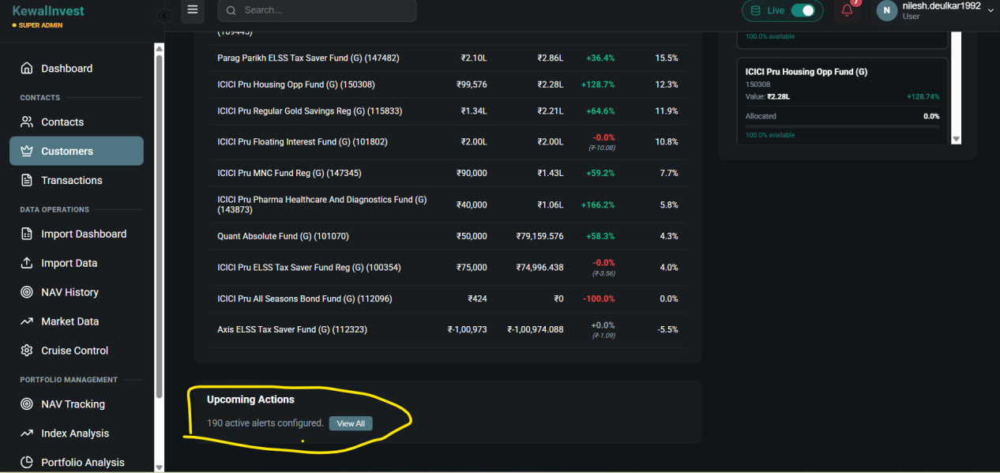 KewalInvest
SUPER ADMIN
Dashboard
CONTACTS
Contacts
Customers
Transactions
DATA OPERATIONS
Import Dashboard
Import Data
NAV History
Market Data
Cruise Control
PORTFOLIO MANAGEMENT
NAV Tracking
Index Analysis
Portfolio Analysis
Search...
Live
7
N
nilesh.deulkar1992
User
Parag Parikh ELSS Tax Saver Fund (G) (147482) ₹2.10L ₹2.86L +36.4% 15.5%
ICICI Pru Housing Opp Fund (G) (150308) ₹99,576 ₹2.28L +128.7% 12.3%
ICICI Pru Regular Gold Savings Reg (G) (115833) ₹1.34L ₹2.21L +64.6% 11.9%
ICICI Pru Floating Interest Fund (G) (101802) ₹2.00L ₹2.00L -0.0% 10.8%
(₹-10.08)
ICICI Pru MNC Fund Reg (G) (147345) ₹90,000 ₹1.43L +59.2% 7.7%
ICICI Pru Pharma Healthcare And Diagnostics Fund (G)
(143873) ₹40,000 ₹1.06L +166.2% 5.8%
Quant Absolute Fund (G) (101070) ₹50,000 ₹79,159.576 +58.3% 4.3%
ICICI Pru ELSS Tax Saver Fund Reg (G) (100354) ₹75,000 ₹74,996.438 -0.0% 4.0%
(₹-3.56)
ICICI Pru All Seasons Bond Fund (G) (112096) ₹424 ₹0 -100.0% 0.0%
Axis ELSS Tax Saver Fund (G) (112323) ₹-1,00,973 ₹-1,00,974.088 +0.0% -5.5%
(₹-1.09)
Upcoming Actions
190 active alerts configured. View All
100.0% available
ICICI Pru Housing Opp Fund (G)
150308
Value: ₹2.28L +128.74%
Allocated 0.0%
100.0% available